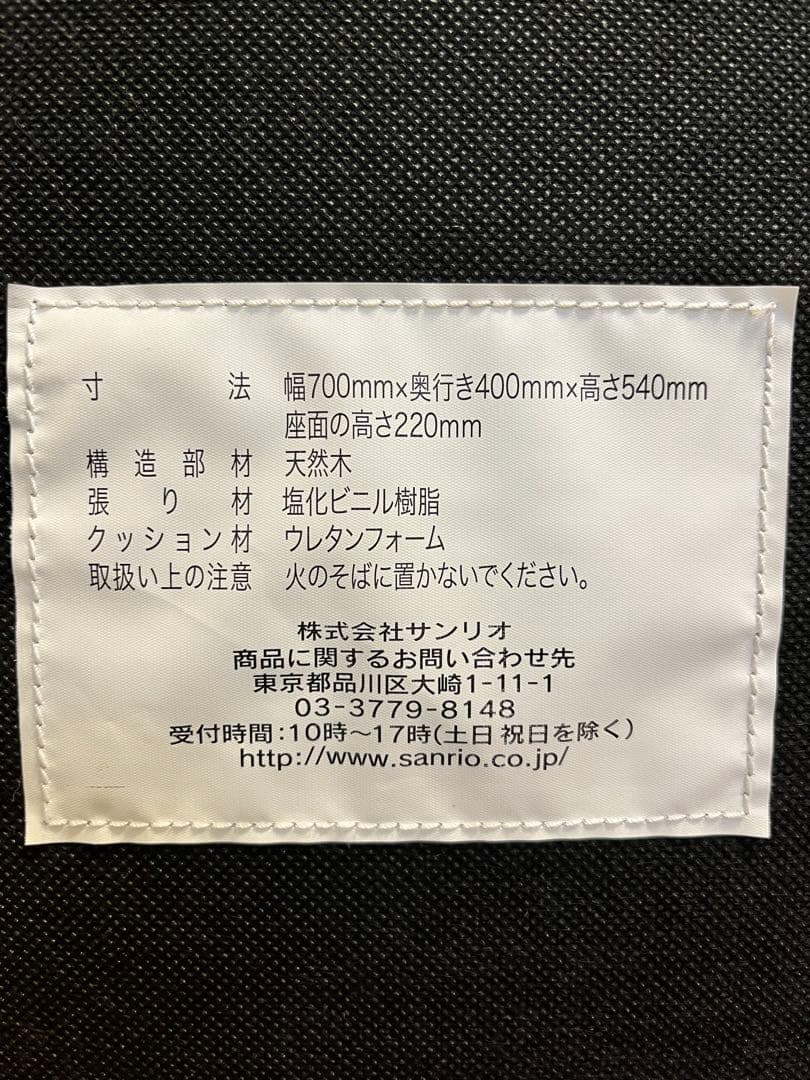 寸法 幅700mm×奥行き400mm×高さ540mm
座面の高さ220mm
構造部材 天然木
張り材 塩化ビニル樹脂
クッション材 ウレタンフォーム
取扱い上の注意 火のそばに置かないでください。
株式会社サンリオ
商品に関するお問い合わせ先
東京都品川区大崎1-11-1
03-3779-8148
受付時間:10時〜17時(土日 祝日を除く)
http://www.sanrio.co.jp/